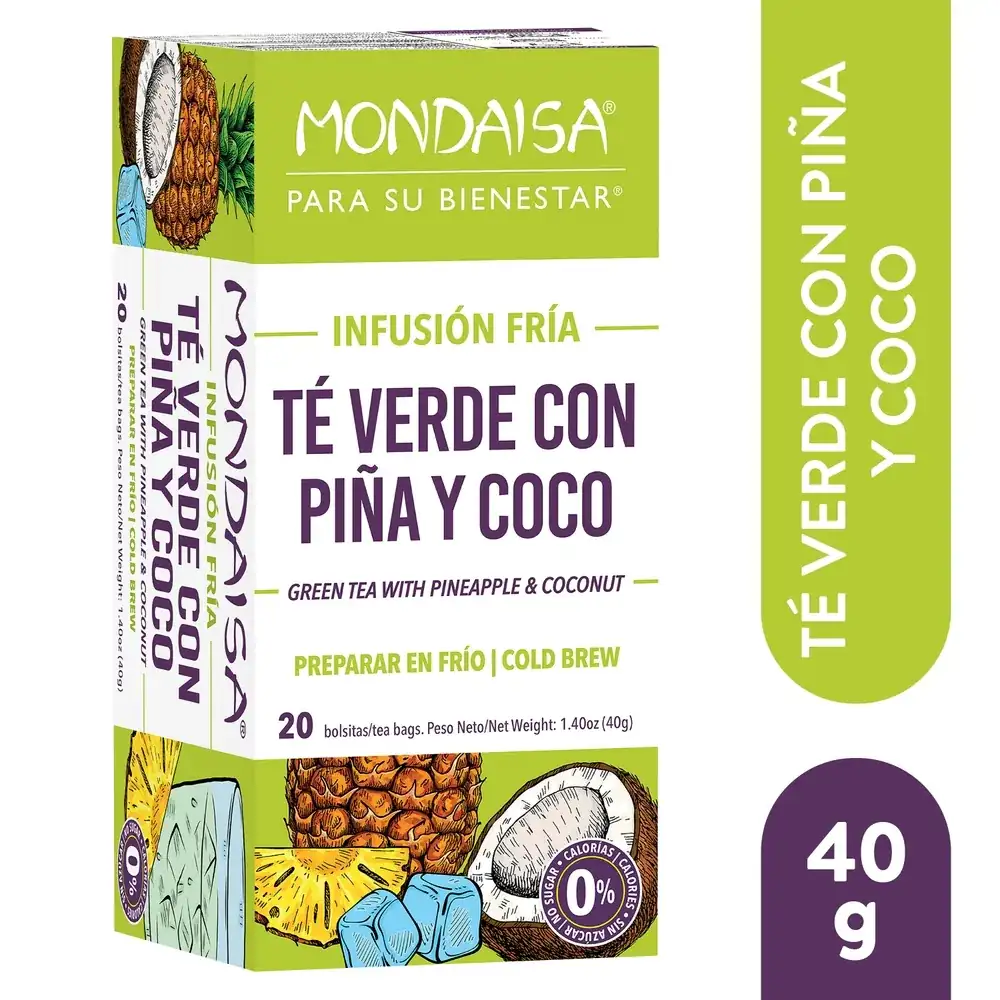 MONDAISA®
PARA SU BIENESTAR®
INFUSIÓN FRÍA
TÉ VERDE CON
PIÑA Y COCO
GREEN TEA WITH PINEAPPLE & COCONUT
PREPARAR EN FRÍO | COLD BREW
20 bolsitas/tea bags. Peso Neto/Net Weight: 1.40oz (40g)
0%
CALORÍAS | CALORIES • SIN AZÚCAR | NO SUGAR •
MONDAISA®
INFUSIÓN FRÍA
TÉ VERDE CON
PIÑA Y COCO
GREEN TEA WITH PINEAPPLE & COCONUT
PREPARAR EN FRÍO | COLD BREW
20 bolsitas/tea bags. Peso Neto/Net Weight: 1.40oz (40g)
0%
TÉ VERDE CON PIÑA
Y COCO
40
g